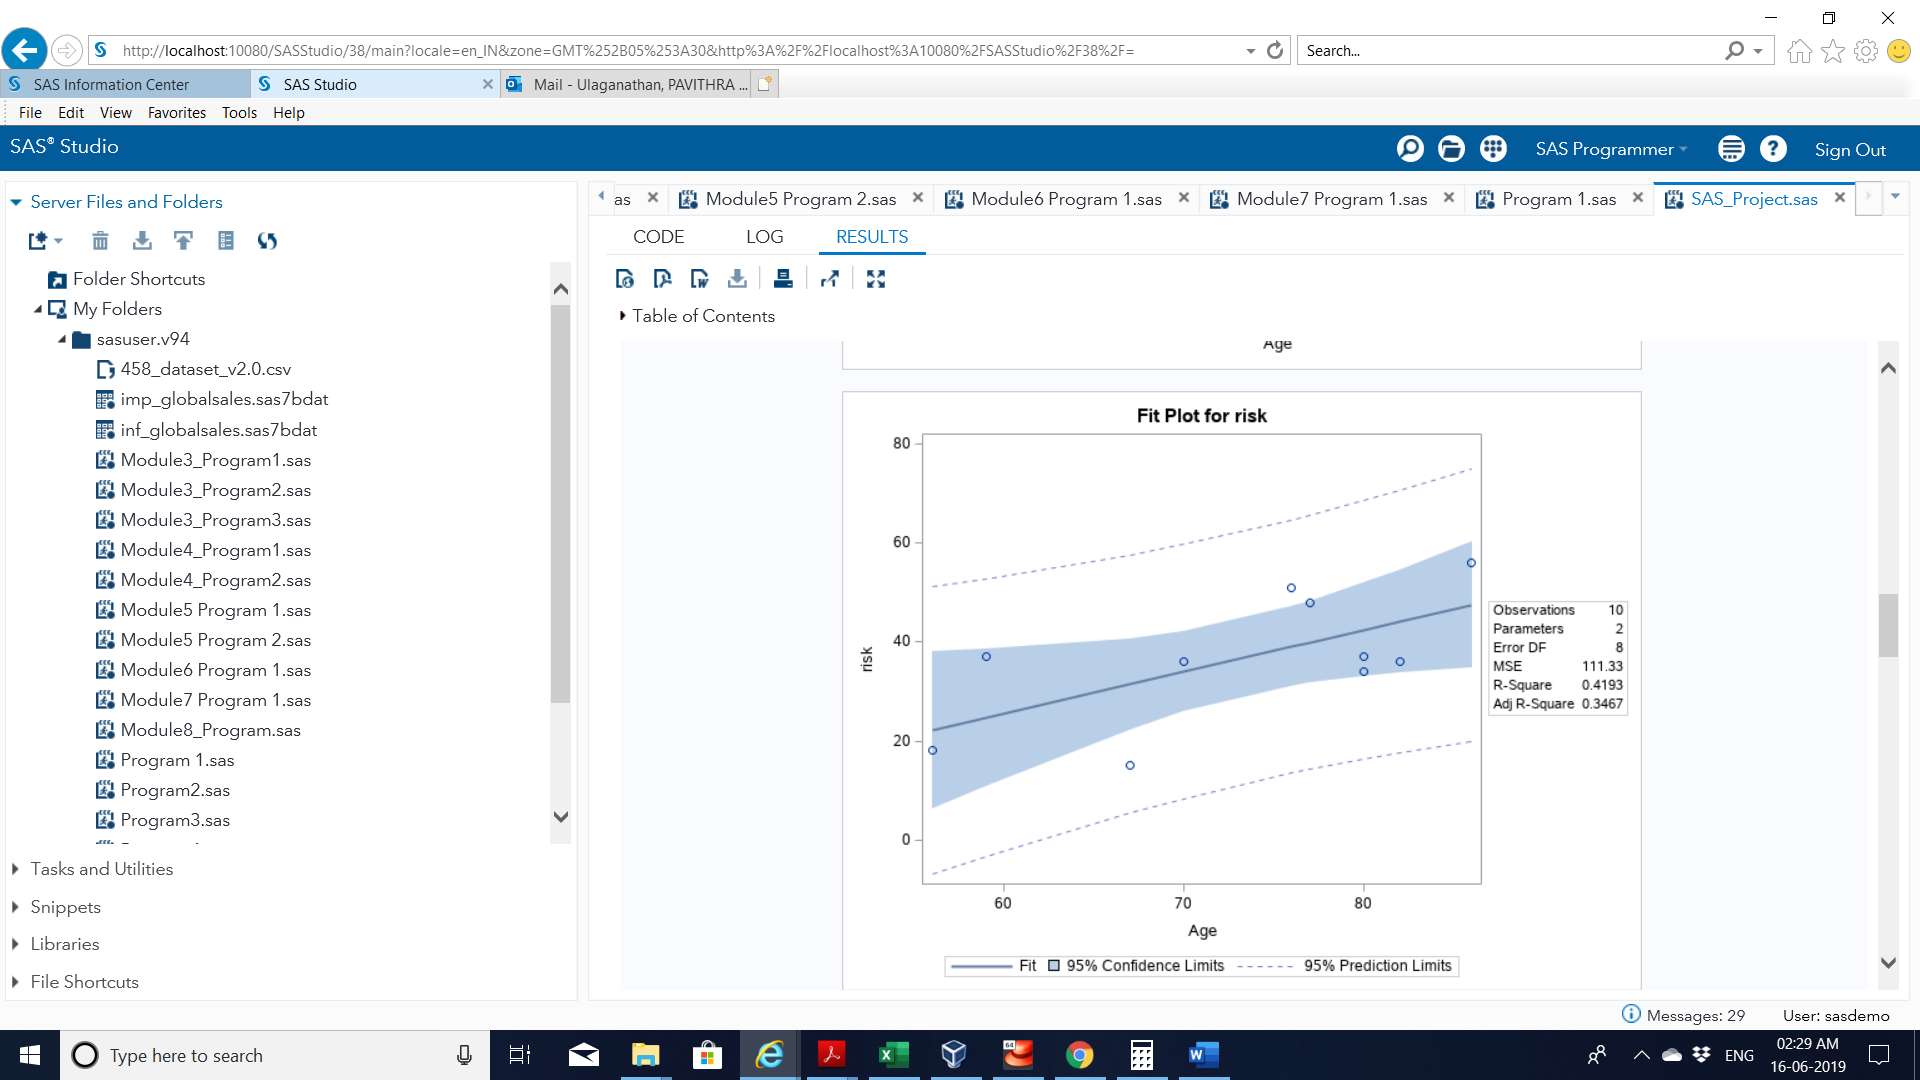 http://localhost:10080/SASStudio/38/main?locale=en_IN&zone=GMT%252B05%253A30&http%3A%2F%2Flocalhost%3A10080%2FSASStudio%2F38%2F=
Search...
SAS Information Center
SAS Studio
Mail - Ulaganathan, PAVITHRA ...
File Edit View Favorites Tools Help
SAS® Studio
SAS Programmer
Sign Out
Server Files and Folders
Folder Shortcuts
My Folders
sasuser.v94
458_dataset_v2.0.csv
imp_globalsales.sas7bdat
inf_globalsales.sas7bdat
Module3_Program1.sas
Module3_Program2.sas
Module3_Program3.sas
Module4_Program1.sas
Module4_Program2.sas
Module5 Program 1.sas
Module5 Program 2.sas
Module6 Program 1.sas
Module7 Program 1.sas
Module8_Program.sas
Program 1.sas
Program2.sas
Program3.sas
Tasks and Utilities
Snippets
Libraries
File Shortcuts
as
Module5 Program 2.sas
Module6 Program 1.sas
Module7 Program 1.sas
Program 1.sas
SAS_Project.sas
CODE LOG RESULTS
Table of Contents
Age
Fit Plot for risk
80
60
40
20
0
risk
60 70 80
Age
Observations 10
Parameters 2
Error DF 8
MSE 111.33
R-Square 0.4193
Adj R-Square 0.3467
Fit 95% Confidence Limits 95% Prediction Limits
Messages: 29
User: sasdemo
Type here to search
64
ENG
02:29 AM
16-06-2019